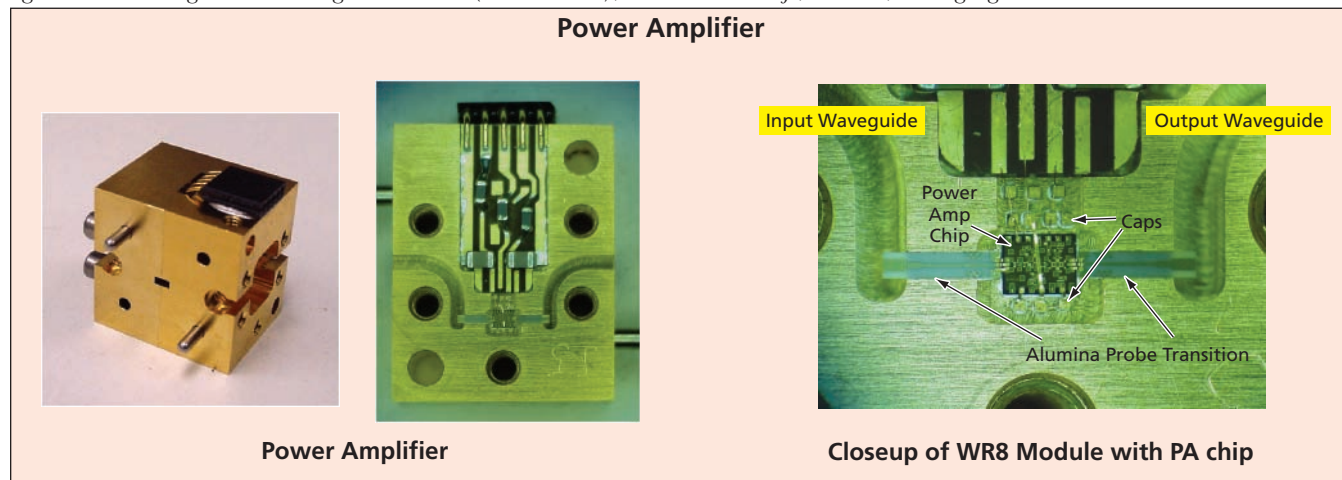 Power Amplifier
Input Waveguide
Output Waveguide
Power
Amp
Chip
Caps
Alumina Probe Transition
Power Amplifier
Closeup of WR8 Module with PA chip